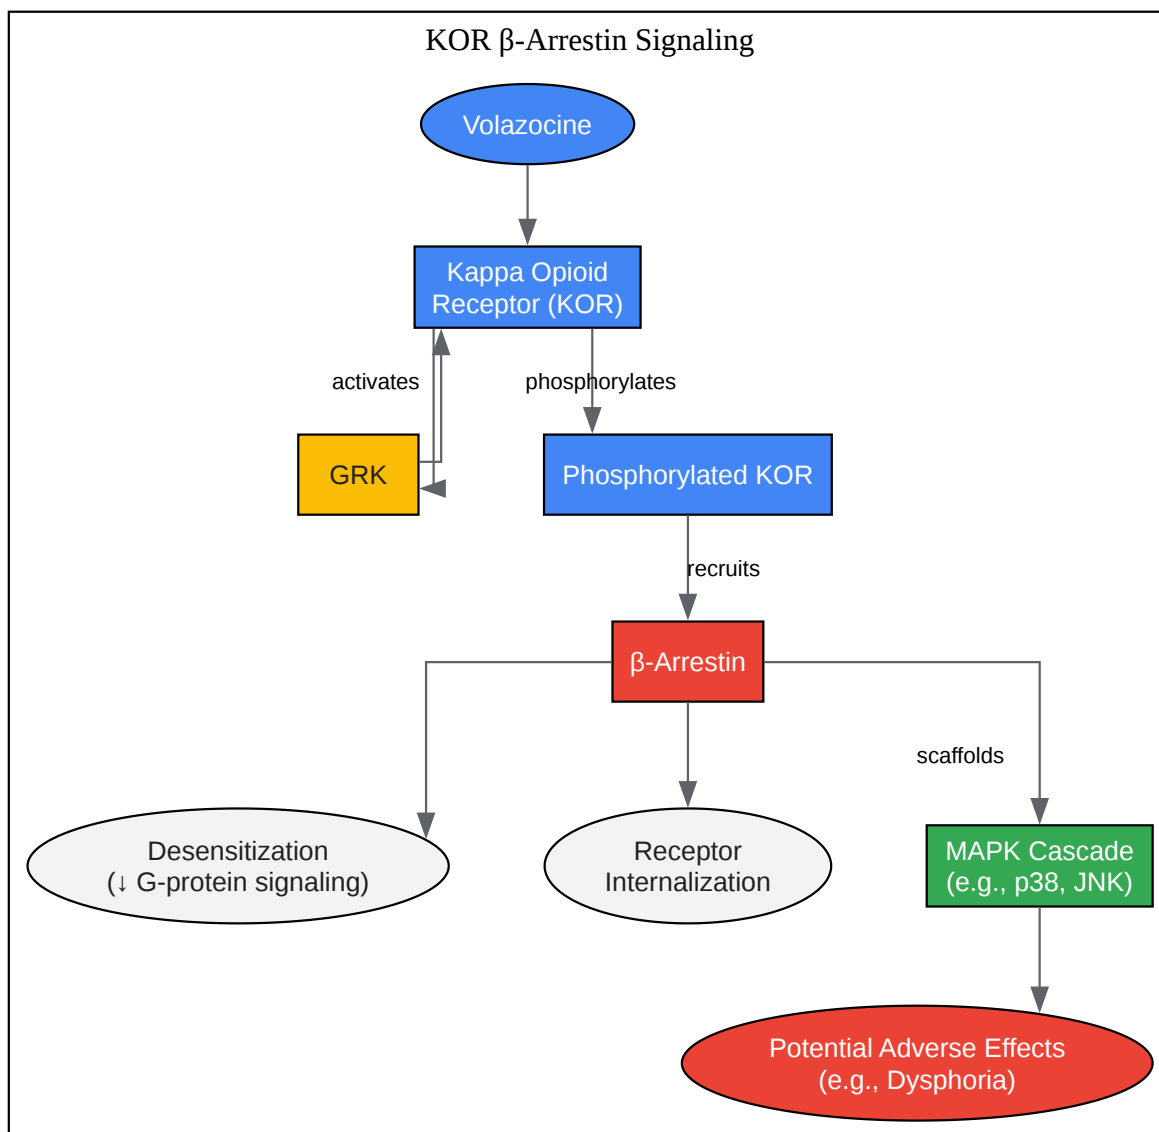 KOR β-Arrestin Signaling
Volazocine
Kappa Opioid
Receptor (KOR)
activates
phosphorylates
GRK
Phosphorylated KOR
recruits
β-Arrestin
scaffolds
Desensitization
(↓ G-protein signaling)
Receptor
Internalization
MAPK Cascade
(e.g., p38, JNK)
Potential Adverse Effects
(e.g., Dysphoria)